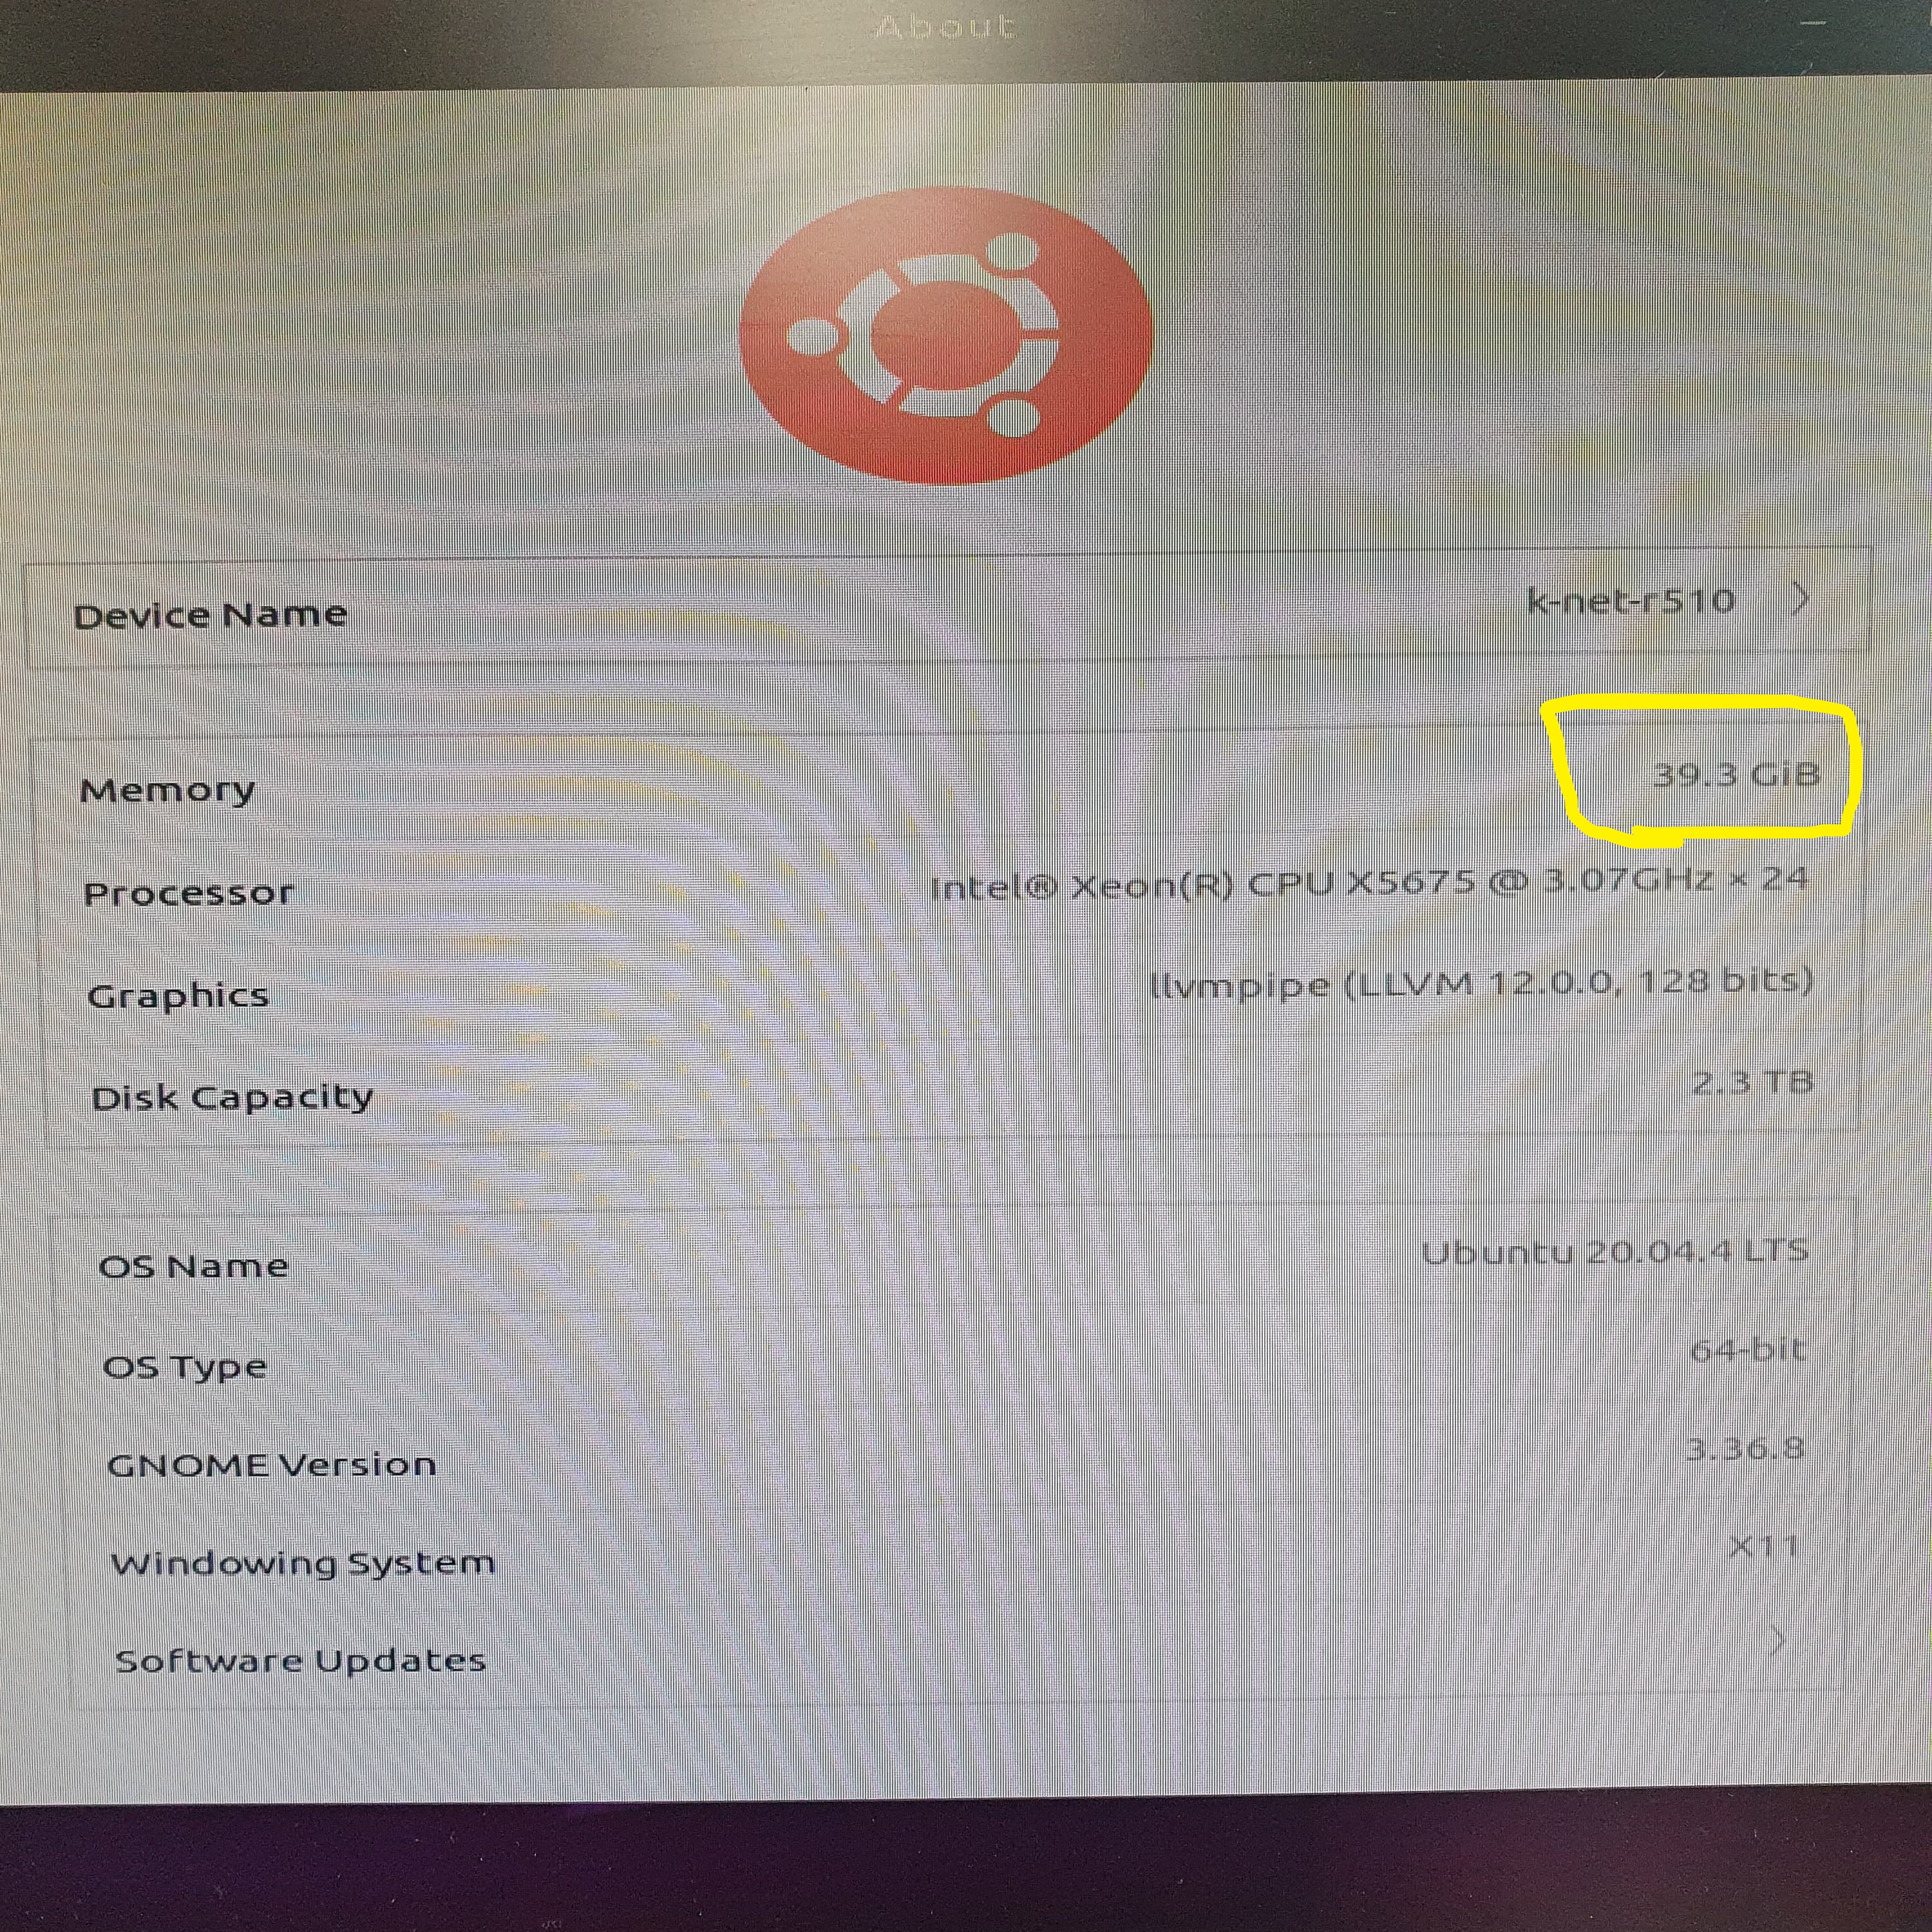 About
Device Name k-net-r510
Memory 39.3 GiB
Processor Intel® Xeon(R) CPU X5675 @ 3.07GHz × 24
Graphics llvmpipe (LLVM 12.0.0, 128 bits)
Disk Capacity 2.3 TB
OS Name Ubuntu 20.04.4 LTS
OS Type 64-bit
GNOME Version 3.36.8
Windowing System X11
Software Updates